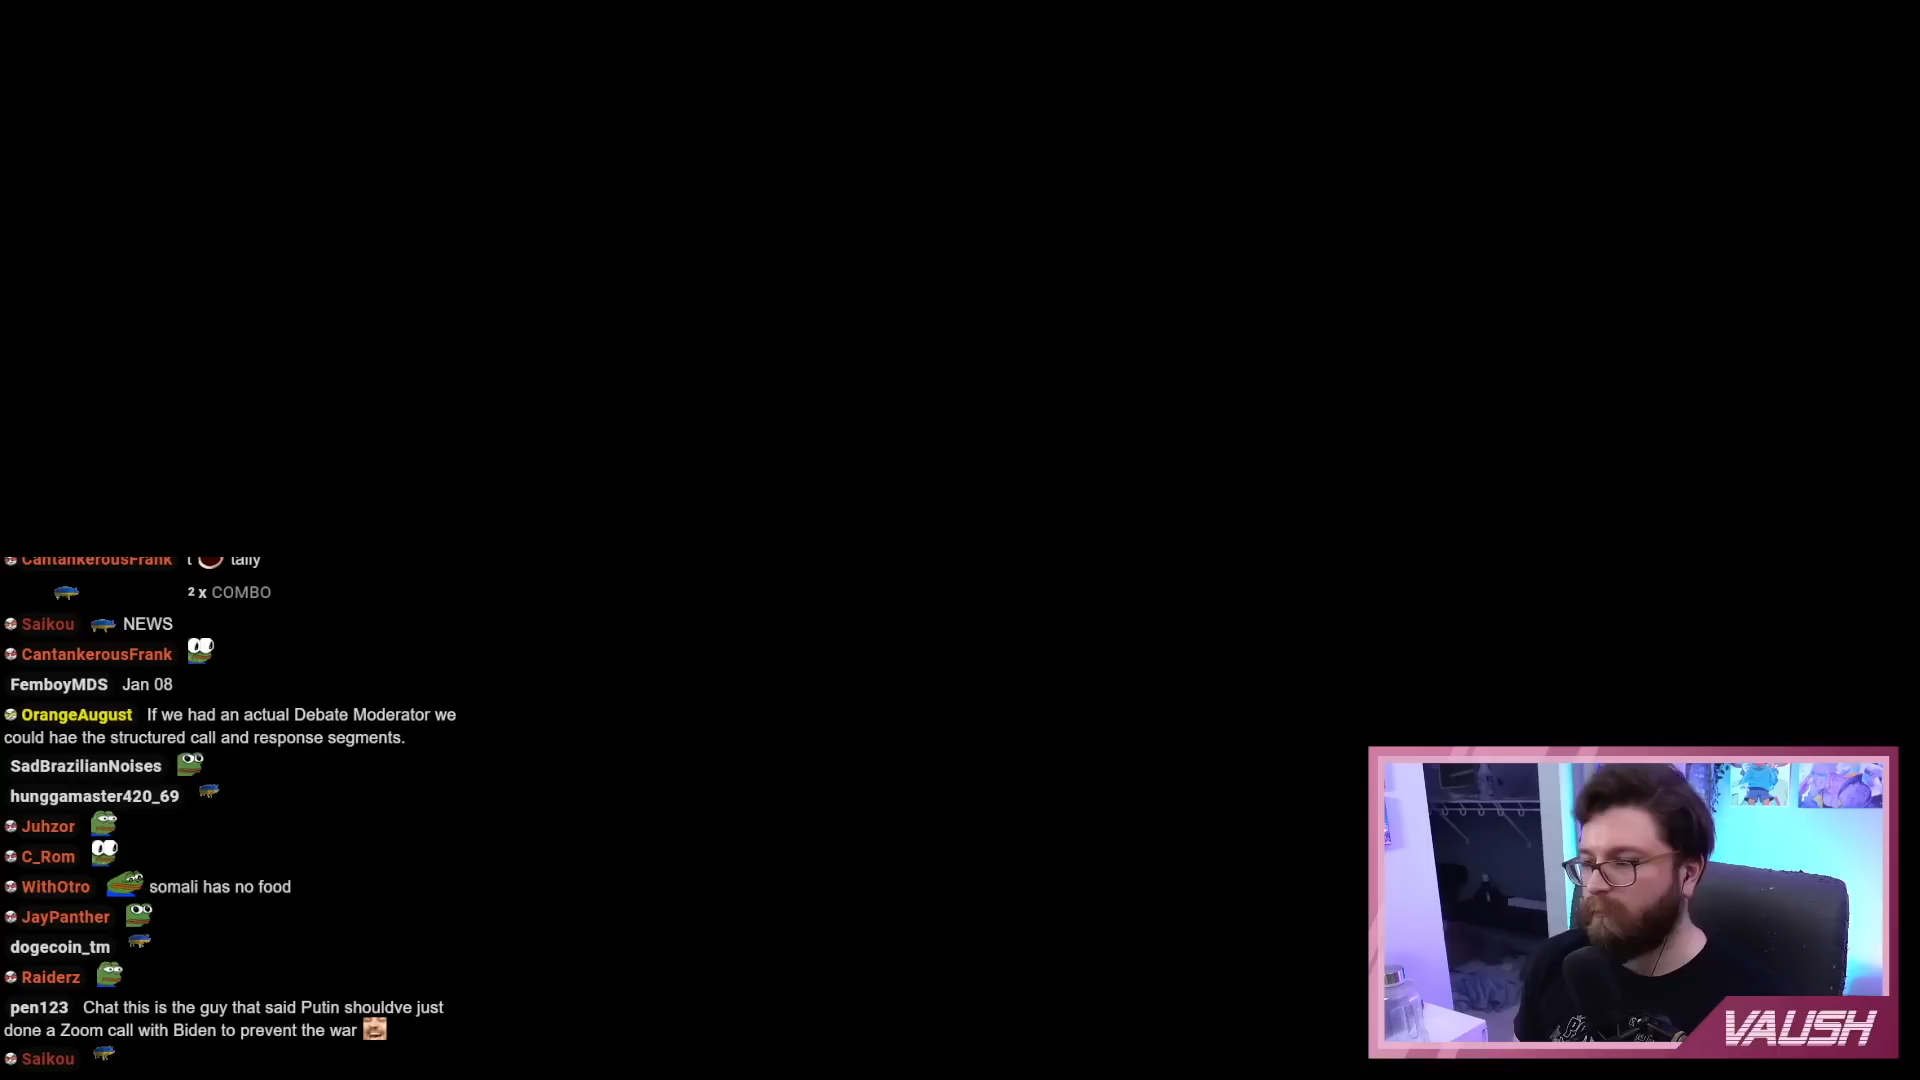 CantankerousFrank t tally
2 x COMBO
Saikou NEWS
CantankerousFrank
FemboyMDS Jan 08
OrangeAugust If we had an actual Debate Moderator we
could hae the structured call and response segments.
SadBrazilianNoises
hunggamaster420_69
Juhzor
C_Rom
WithOtro somali has no food
JayPanther
dogecoin_tm
Raiderz
pen123 Chat this is the guy that said Putin shouldve just
done a Zoom call with Biden to prevent the war
Saikou
VAUSH